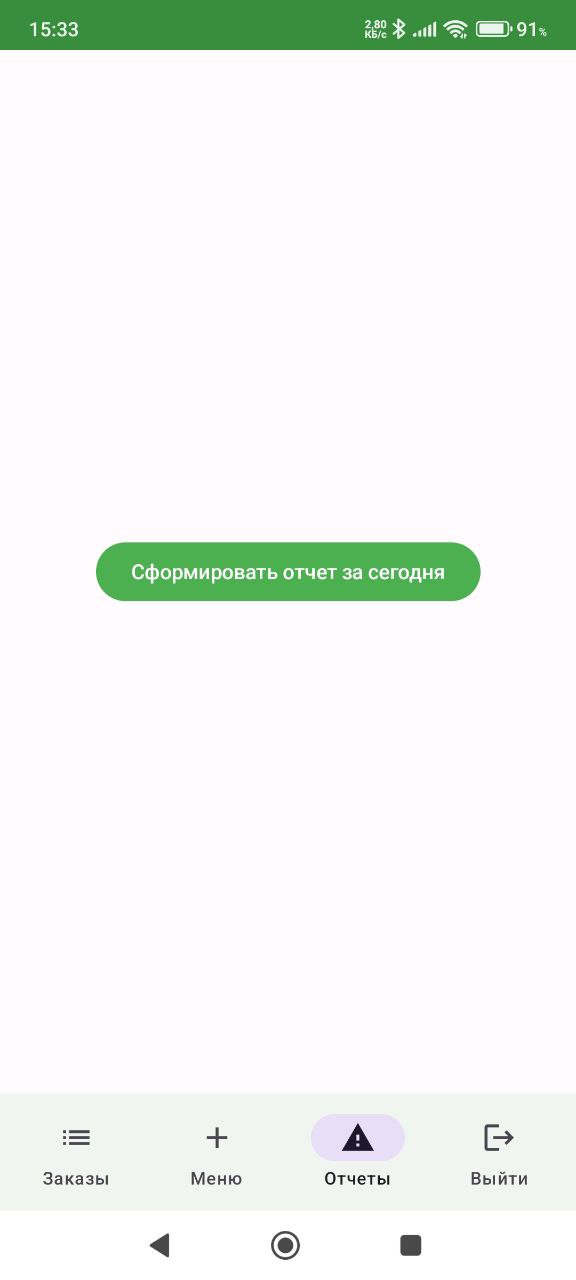 15:33
2,80
КБ/с
91%
Сформировать отчет за сегодня
Заказы
Меню
Отчеты
Выйти